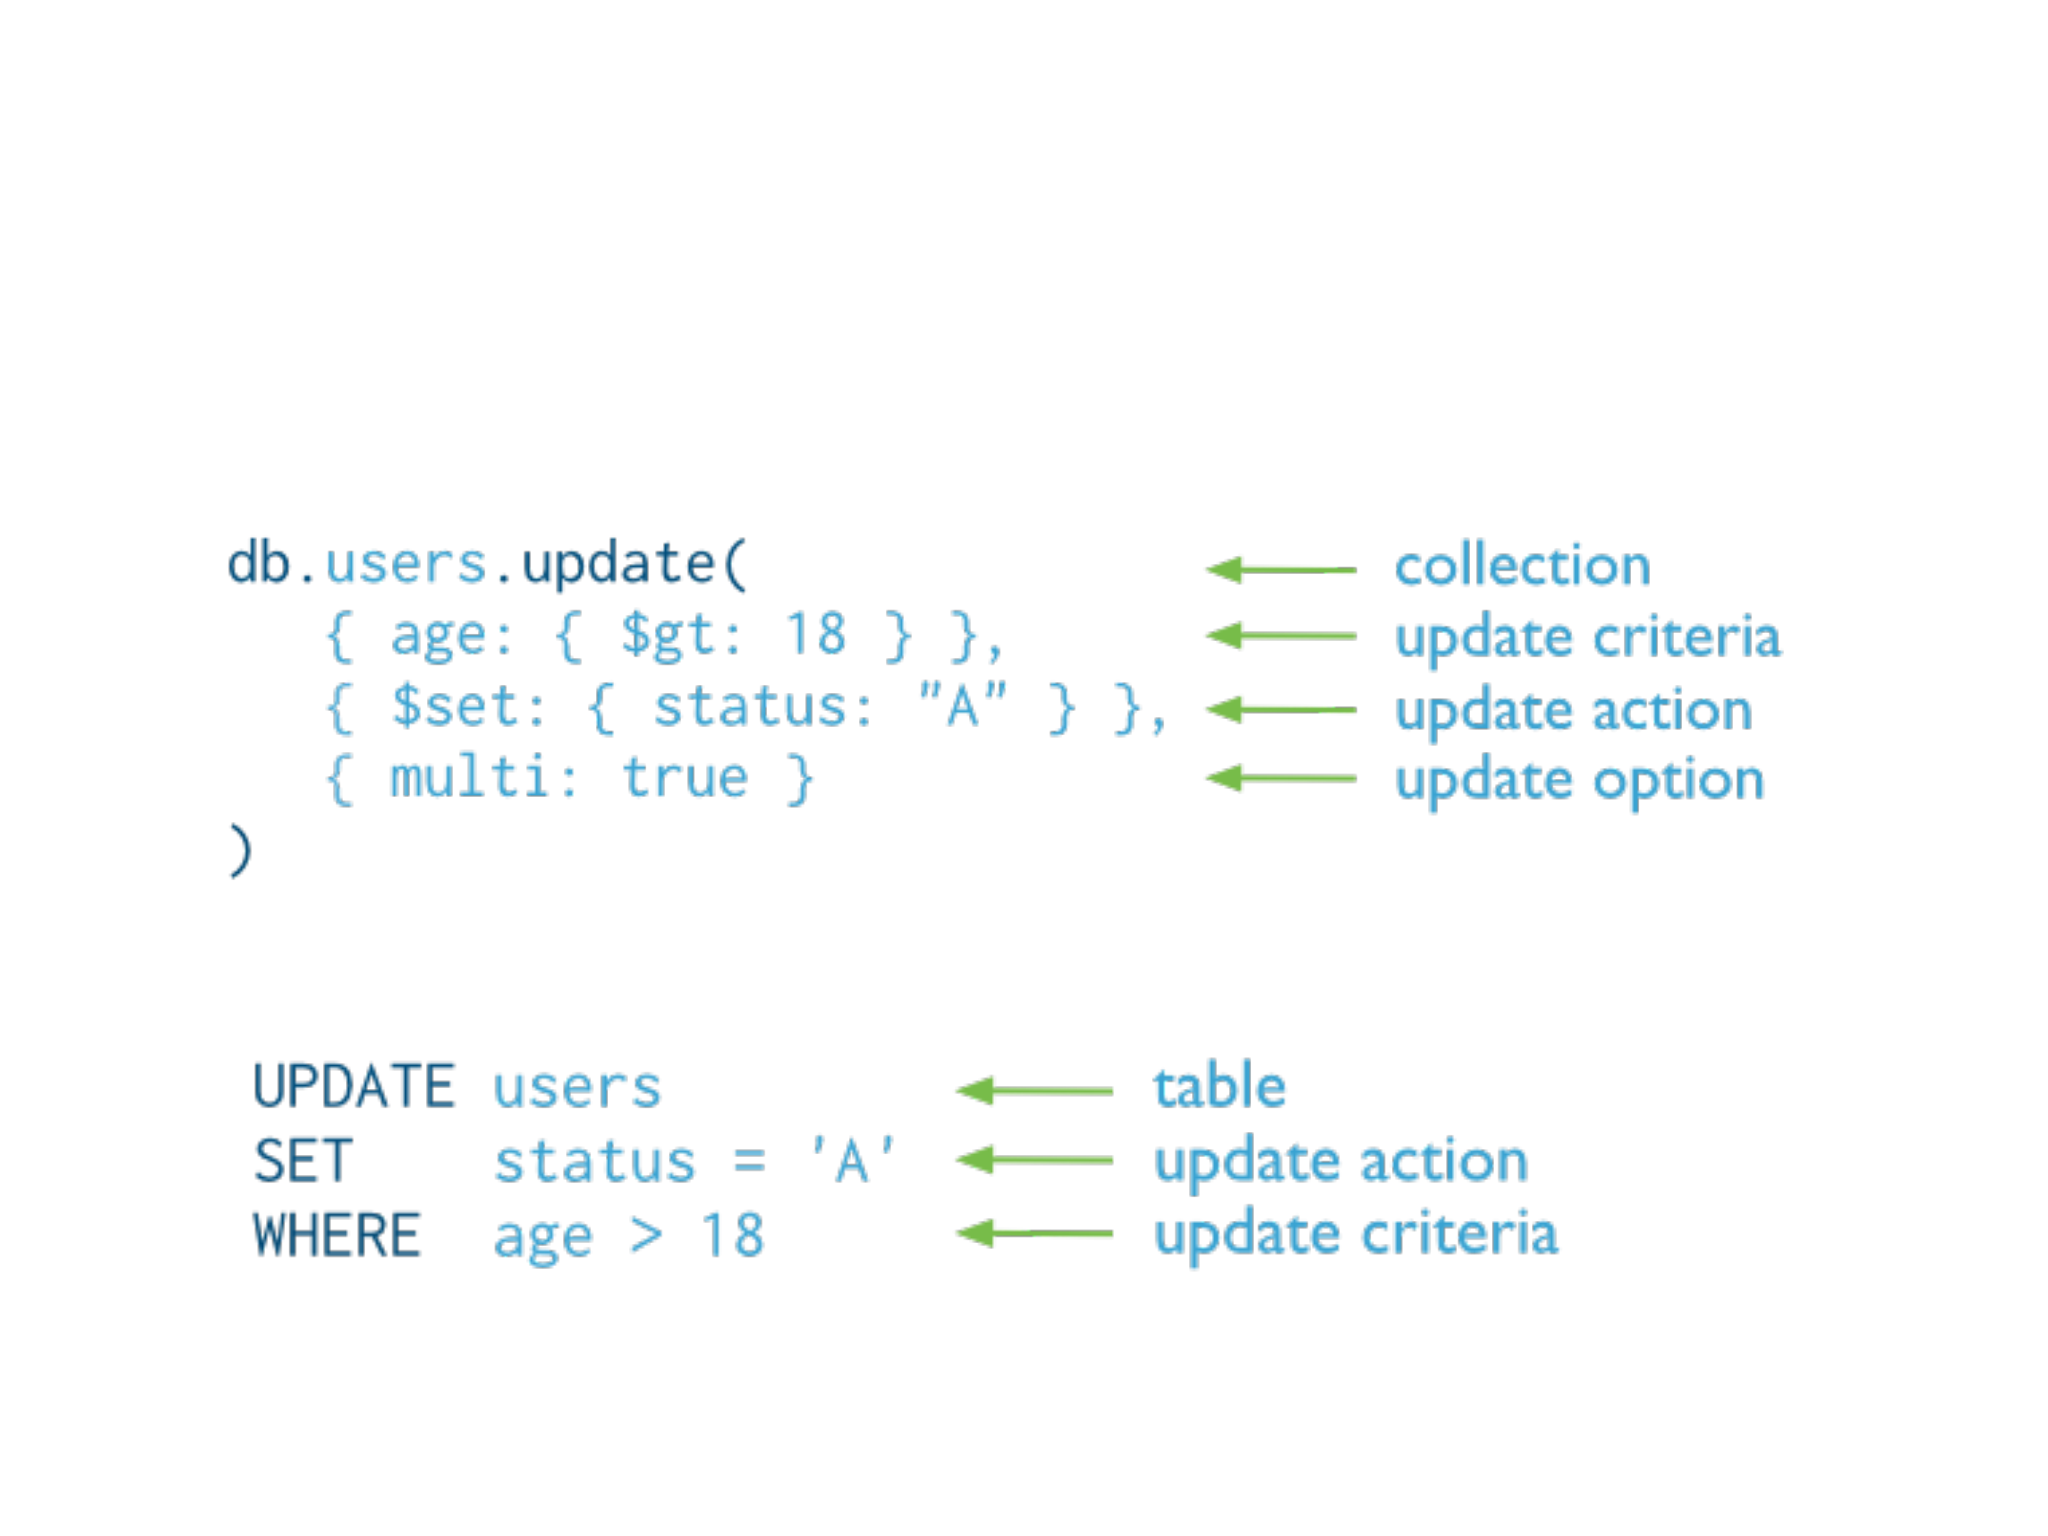 db.users.update( collection
{ age: { $gt: 18 } }, update criteria
{ $set: { status: "A" } }, update action
{ multi: true } update option
)
UPDATE users table
SET status = 'A' update action
WHERE age > 18 update criteria